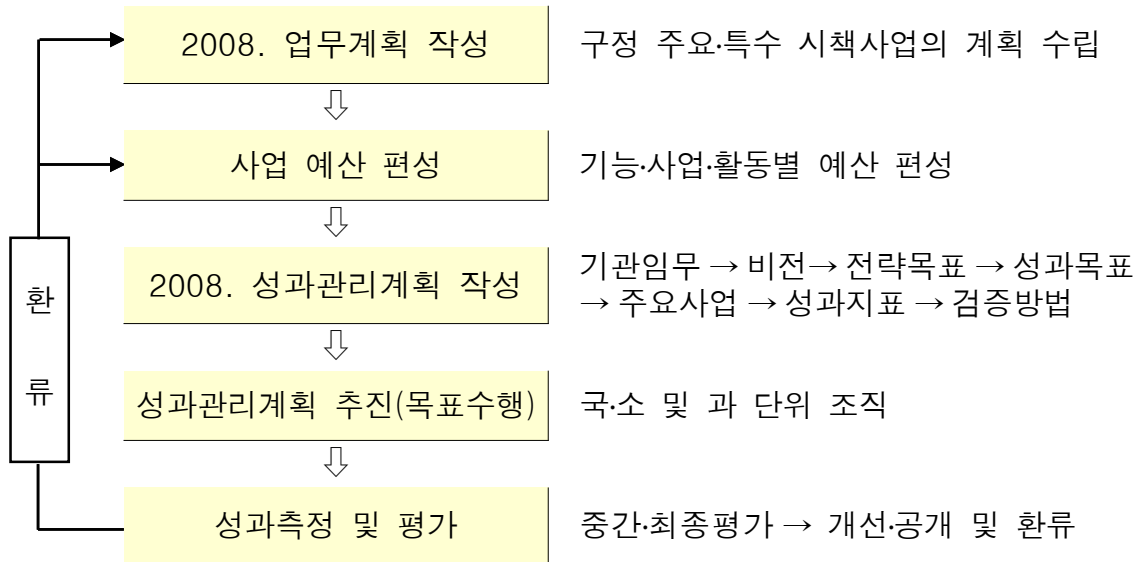 2008. 업무계획 작성
구정 주요·특수 시책사업의 계획 수립
사업 예산 편성
기능·사업·활동별 예산 편성
2008. 성과관리계획 작성
기관임무 → 비전→ 전략목표 → 성과목표
→ 주요사업 → 성과지표 → 검증방법
환
류
성과관리계획 추진(목표수행)
국·소 및 과 단위 조직
성과측정 및 평가
중간·최종평가 → 개선·공개 및 환류